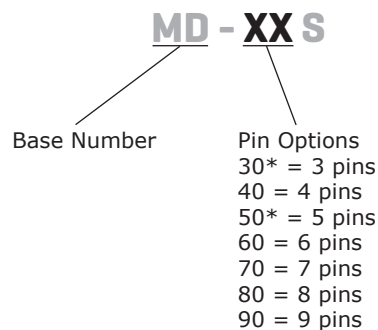 MD - XX S
Base Number
Pin Options
30* = 3 pins
40 = 4 pins
50* = 5 pins
60 = 6 pins
70 = 7 pins
80 = 8 pins
90 = 9 pins